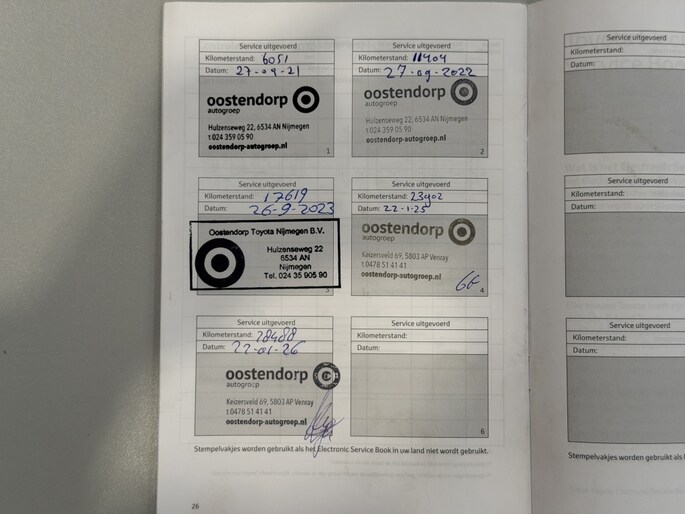 Service uitgevoerd
Kilometerstand: 6051
Datum: 27-09-21
oostendorp
autogroep
Hulzenseweg 22, 6534 AN Nijmegen
t 024 359 05 90
oostendorp-autogroep.nl
1
Service uitgevoerd
Kilometerstand: 11404
Datum: 27-09-2022
oostendorp
autogroep
Hulzenseweg 22, 6534 AN Nijmegen
t 024 359 05 90
oostendorp-autogroep.nl
2
Service uitgevoerd
Kilometerstand: 17619
Datum: 26-9-2023
Oostendorp Toyota Nijmegen B.V.
Hulzenseweg 22
6534 AN
Nijmegen
Tel. 024 35 905 90
3
Service uitgevoerd
Kilometerstand: 23902
Datum: 22-1-25
oostendorp
autogroep
Keizersveld 69, 5803 AP Venray
t 0478 51 41 41
oostendorp-autogroep.nl
4
Service uitgevoerd
Kilometerstand: 28488
Datum: 22-01-26
oostendorp
autogroep
Keizersveld 69, 5803 AP Venray
t 0478 51 41 41
oostendorp-autogroep.nl
Service uitgevoerd
Kilometerstand:
Datum:
6
Stempelvakjes worden gebruikt als het Electronic Service Book in uw land niet wordt gebruikt.
26
Service
Kilometerstand:
Datum:
Service
Kilometerstand:
Datum:
Service
Kilometerstand:
Datum:
Stempelvakjes worden gebruikt als